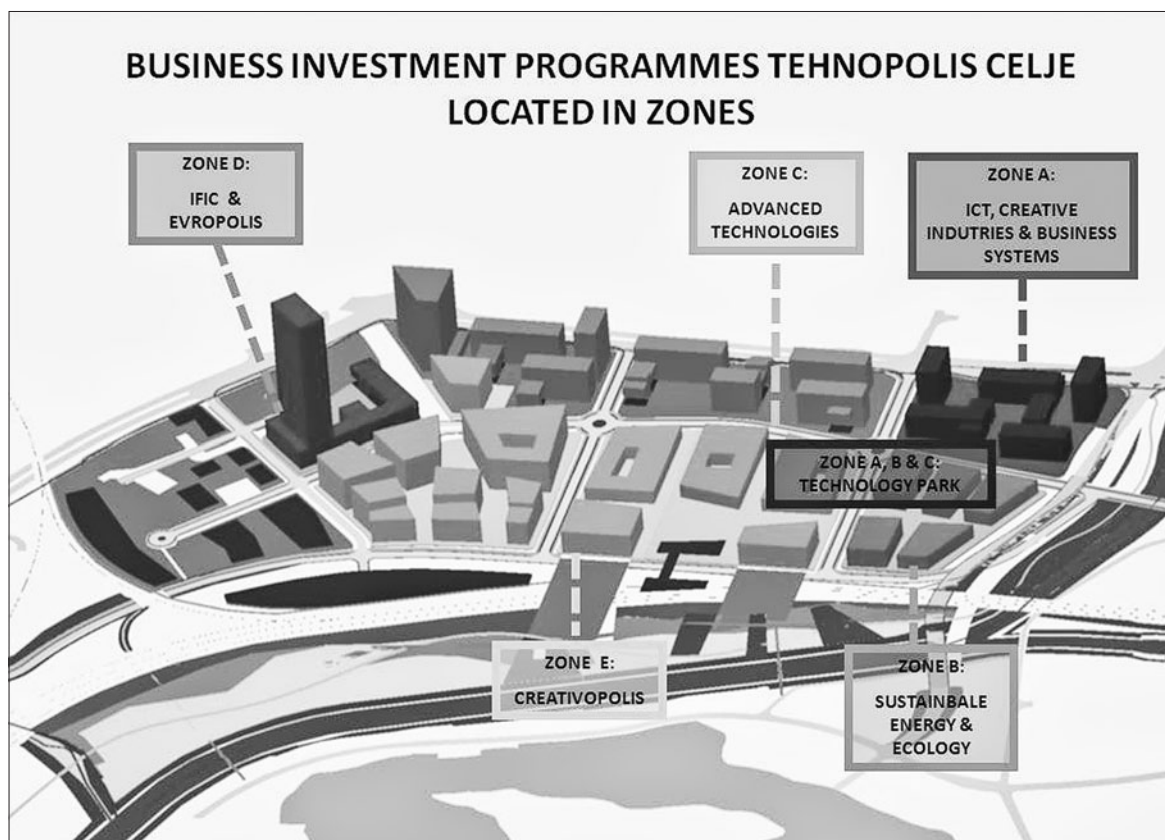 BUSINESS INVESTMENT PROGRAMMES TEHNOPOLIS CELJE
LOCATED IN ZONES
ZONE D:
IFIC &
EVROPOLIS
ZONE C:
ADVANCED
TECHNOLOGIES
ZONE A:
ICT, CREATIVE
INDUTRIES & BUSINESS
SYSTEMS
ZONE A, B & C:
TECHNOLOGY PARK
ZONE E:
CREATIVOPOLIS
ZONE B:
SUSTAINBALE
ENERGY &
ECOLOGY